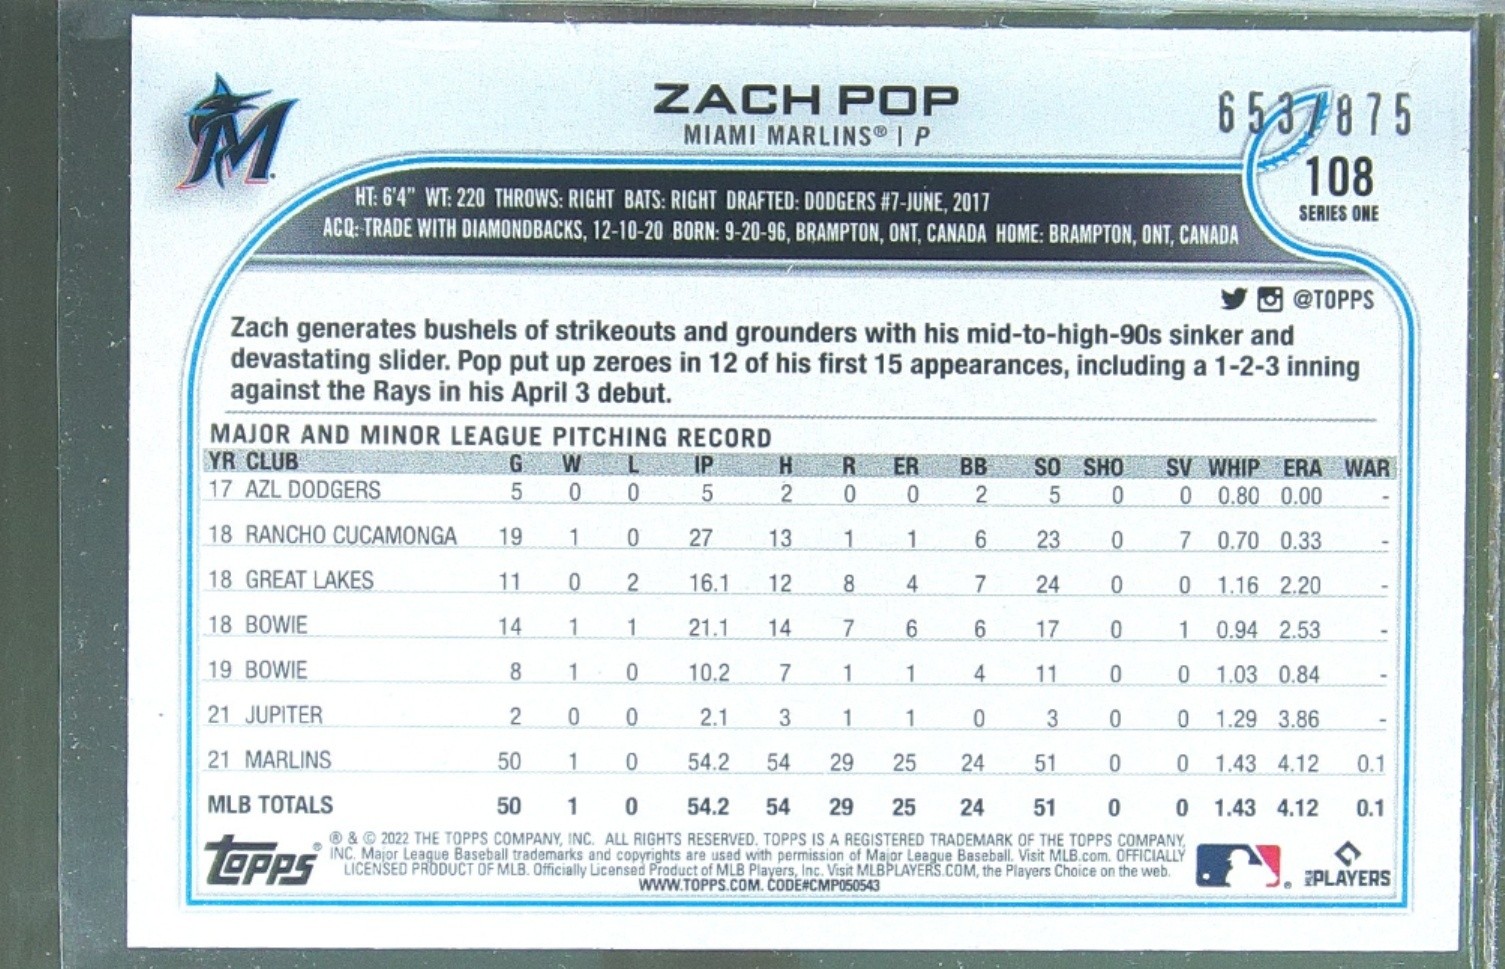 ZACH POP
MIAMI MARLINS® | P
653/875
108
SERIES ONE
HT: 6'4" WT: 220 THROWS: RIGHT BATS: RIGHT DRAFTED: DODGERS #7-JUNE, 2017
ACQ: TRADE WITH DIAMONDBACKS, 12-10-20 BORN: 9-20-96, BRAMPTON, ONT, CANADA HOME: BRAMPTON, ONT, CANADA
@TOPPS
Zach generates bushels of strikeouts and grounders with his mid-to-high-90s sinker and
devastating slider. Pop put up zeroes in 12 of his first 15 appearances, including a 1-2-3 inning
against the Rays in his April 3 debut.
MAJOR AND MINOR LEAGUE PITCHING RECORD
YR CLUB G W L IP H R ER BB SO SHO SV WHIP ERA WAR
17 AZL DODGERS 5 0 0 5 2 0 0 2 5 0 0 0.80 0.00 -
18 RANCHO CUCAMONGA 19 1 0 27 13 1 1 6 23 0 7 0.70 0.33 -
18 GREAT LAKES 11 0 2 16.1 12 8 4 7 24 0 0 1.16 2.20 -
18 BOWIE 14 1 1 21.1 14 7 6 6 17 0 1 0.94 2.53 -
19 BOWIE 8 1 0 10.2 7 1 1 4 11 0 0 1.03 0.84 -
21 JUPITER 2 0 0 2.1 3 1 1 0 3 0 0 1.29 3.86 -
21 MARLINS 50 1 0 54.2 54 29 25 24 51 0 0 1.43 4.12 0.1
MLB TOTALS 50 1 0 54.2 54 29 25 24 51 0 0 1.43 4.12 0.1
topps®
® & © 2022 THE TOPPS COMPANY, INC. ALL RIGHTS RESERVED. TOPPS IS A REGISTERED TRADEMARK OF THE TOPPS COMPANY,
INC. Major League Baseball trademarks and copyrights are used with permission of Major League Baseball. Visit MLB.com. OFFICIALLY
LICENSED PRODUCT OF MLB. Officially Licensed Product of MLB Players, Inc. Visit MLBPLAYERS.COM, the Players Choice on the web.
WWW.TOPPS.COM. CODE#CMP050543
PLAYERS